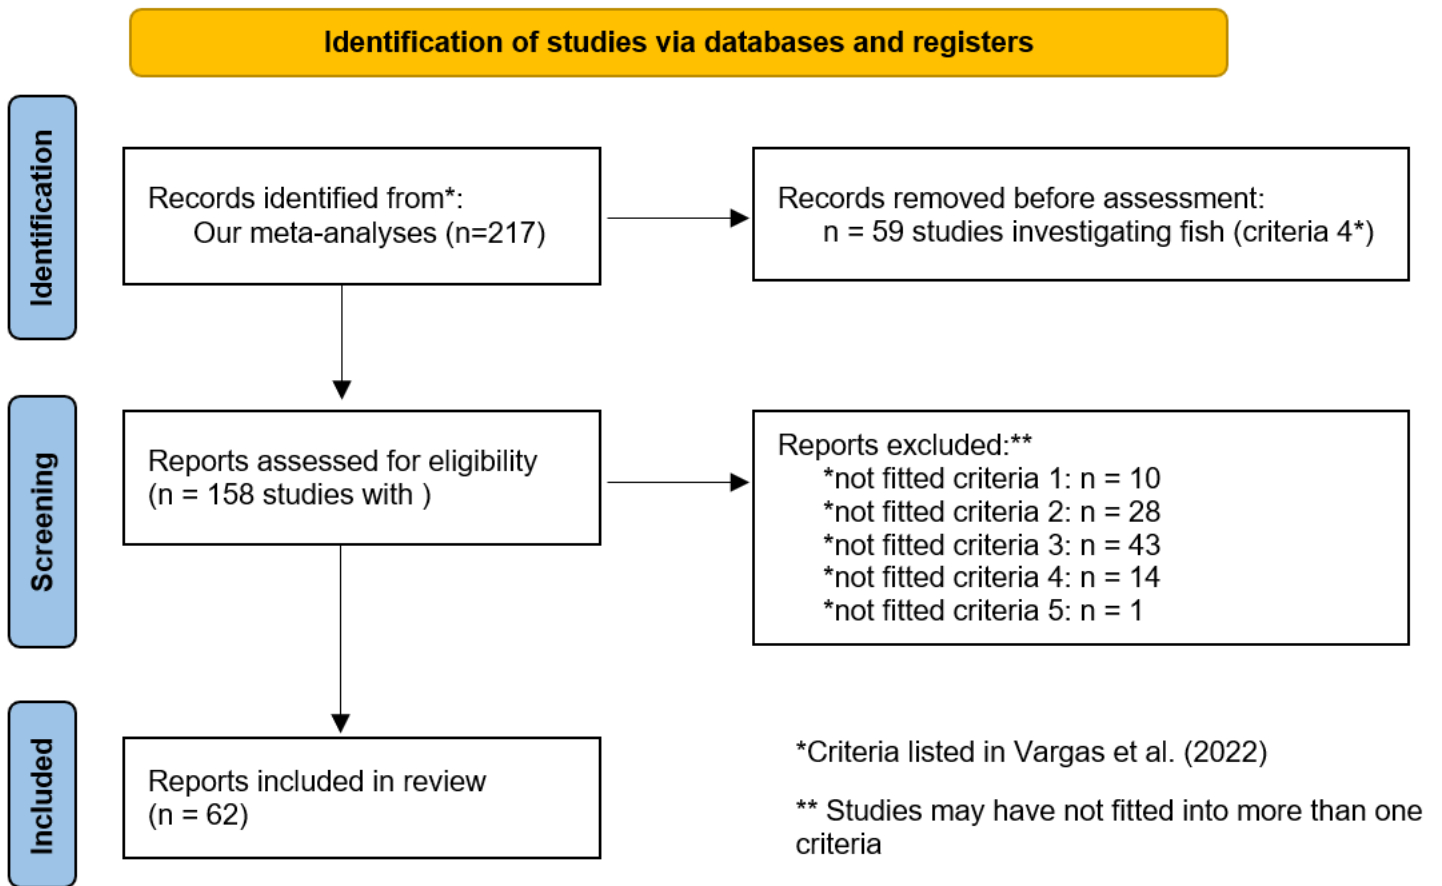 Identification of studies via databases and registers
Identification
Records identified from*:
Our meta-analyses (n=217)
Records removed before assessment:
n = 59 studies investigating fish (criteria 4*)
Screening
Reports assessed for eligibility
(n = 158 studies with )
Reports excluded:**
*not fitted criteria 1: n = 10
*not fitted criteria 2: n = 28
*not fitted criteria 3: n = 43
*not fitted criteria 4: n = 14
*not fitted criteria 5: n = 1
Included
Reports included in review
(n = 62)
*Criteria listed in Vargas et al. (2022)
** Studies may have not fitted into more than one
criteria